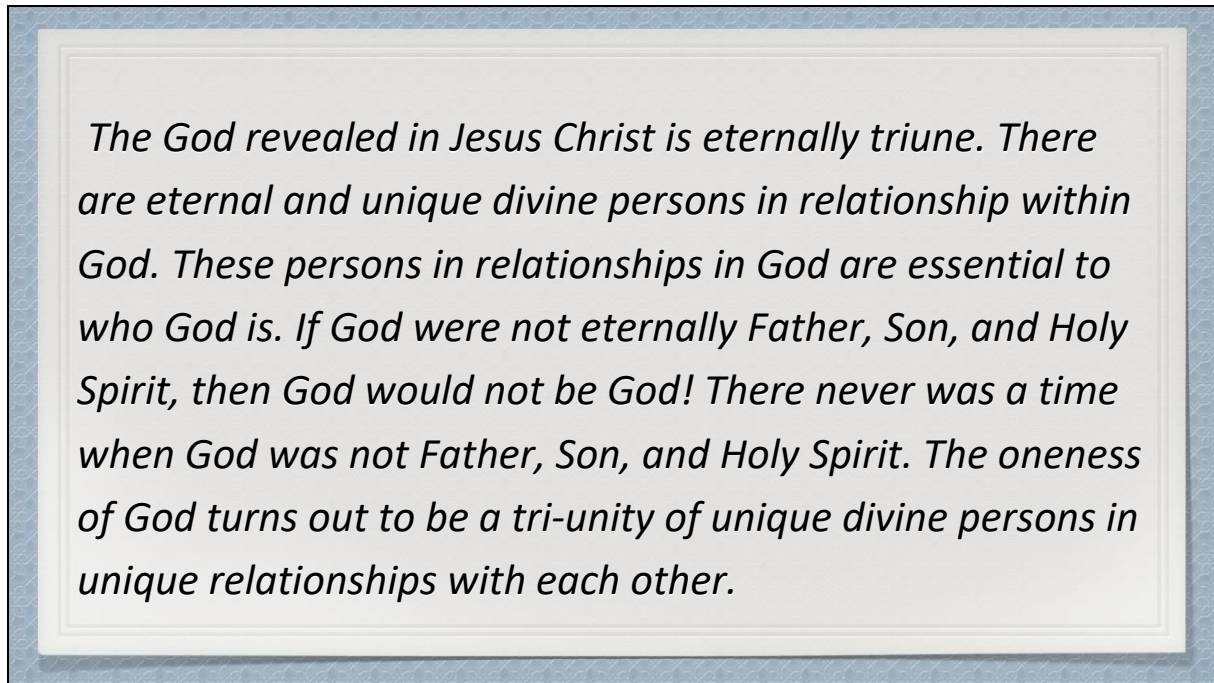 The God revealed in Jesus Christ is eternally triune. There
are eternal and unique divine persons in relationship within
God. These persons in relationships in God are essential to
who God is. If God were not eternally Father, Son, and Holy
Spirit, then God would not be God! There never was a time
when God was not Father, Son, and Holy Spirit. The oneness
of God turns out to be a tri-unity of unique divine persons in
unique relationships with each other.